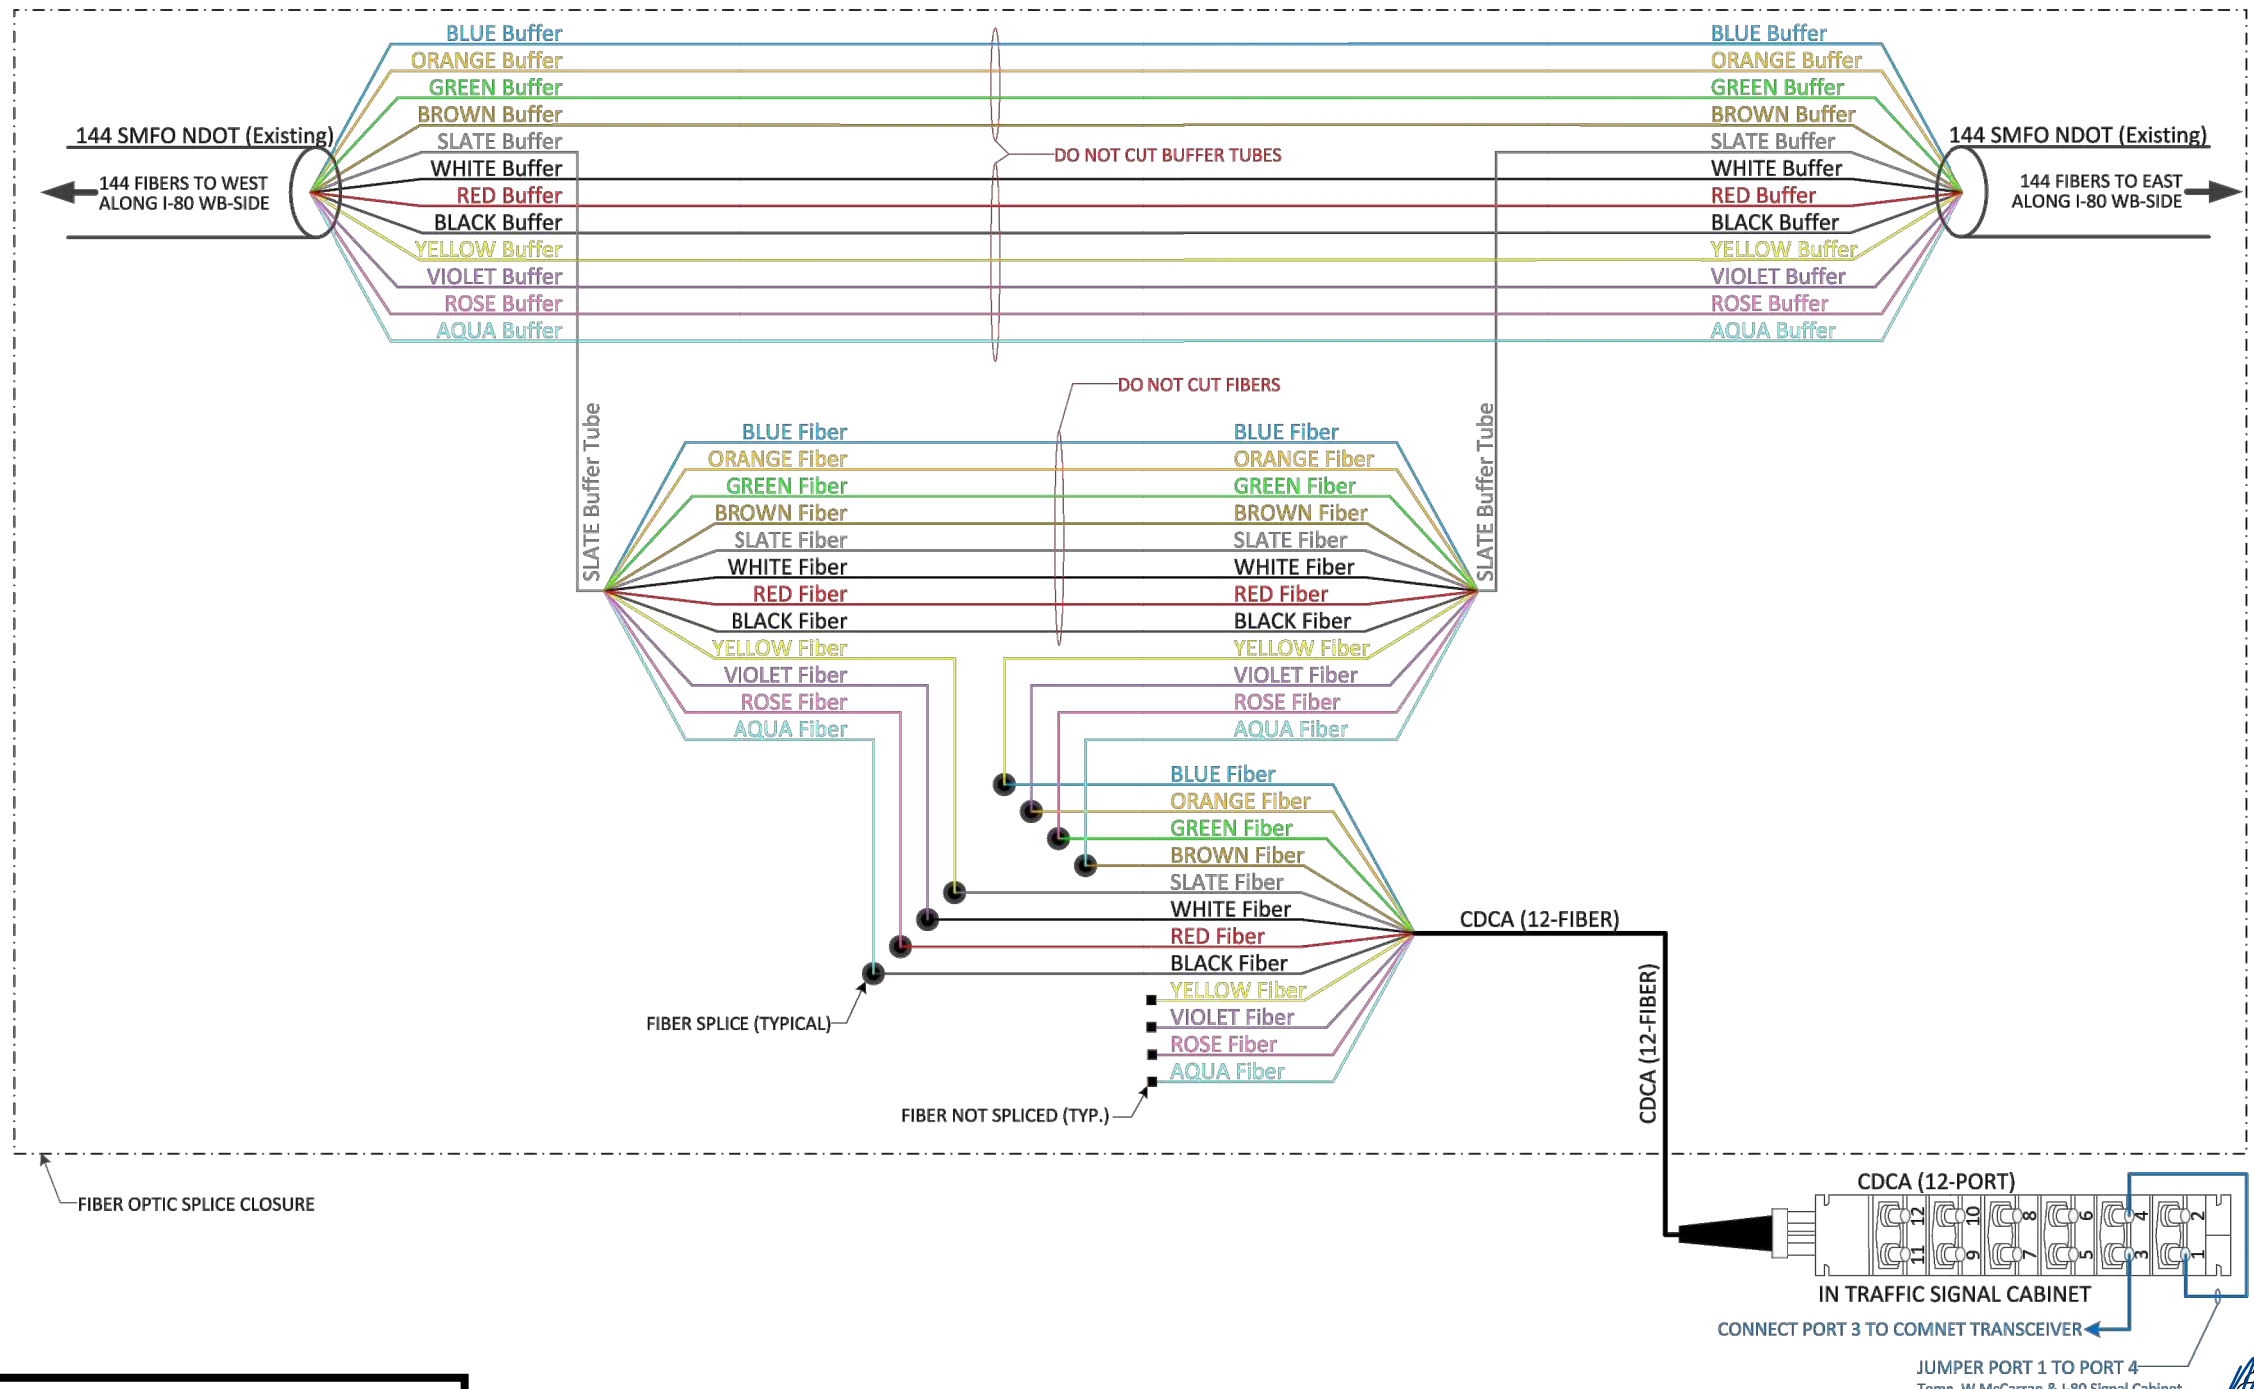 BLUE Buffer
ORANGE Buffer
GREEN Buffer
BROWN Buffer
SLATE Buffer
WHITE Buffer
RED Buffer
BLACK Buffer
YELLOW Buffer
VIOLET Buffer
ROSE Buffer
AQUA Buffer
144 SMFO NDOT (Existing)
144 FIBERS TO WEST
ALONG I-80 WB-SIDE
DO NOT CUT BUFFER TUBES
BLUE Buffer
ORANGE Buffer
GREEN Buffer
BROWN Buffer
SLATE Buffer
WHITE Buffer
RED Buffer
BLACK Buffer
YELLOW Buffer
VIOLET Buffer
ROSE Buffer
AQUA Buffer
144 SMFO NDOT (Existing)
144 FIBERS TO EAST
ALONG I-80 WB-SIDE
DO NOT CUT FIBERS
SLATE Buffer Tube
BLUE Fiber
ORANGE Fiber
GREEN Fiber
BROWN Fiber
SLATE Fiber
WHITE Fiber
RED Fiber
BLACK Fiber
YELLOW Fiber
VIOLET Fiber
ROSE Fiber
AQUA Fiber
BLUE Fiber
ORANGE Fiber
GREEN Fiber
BROWN Fiber
SLATE Fiber
WHITE Fiber
RED Fiber
BLACK Fiber
YELLOW Fiber
VIOLET Fiber
ROSE Fiber
AQUA Fiber
SLATE Buffer Tube
BLUE Fiber
ORANGE Fiber
GREEN Fiber
BROWN Fiber
SLATE Fiber
WHITE Fiber
RED Fiber
BLACK Fiber
YELLOW Fiber
VIOLET Fiber
ROSE Fiber
AQUA Fiber
CDCA (12-FIBER)
CDCA (12-FIBER)
FIBER SPLICE (TYPICAL)
FIBER NOT SPLICED (TYP.)
FIBER OPTIC SPLICE CLOSURE
CDCA (12-PORT)
12 10 8 6 4 2
11 9 7 5 3 1
IN TRAFFIC SIGNAL CABINET
CONNECT PORT 3 TO COMNET TRANSCEIVER
JUMPER PORT 1 TO PORT 4
Temp. W McCarran & I-80 Signal Cabinet